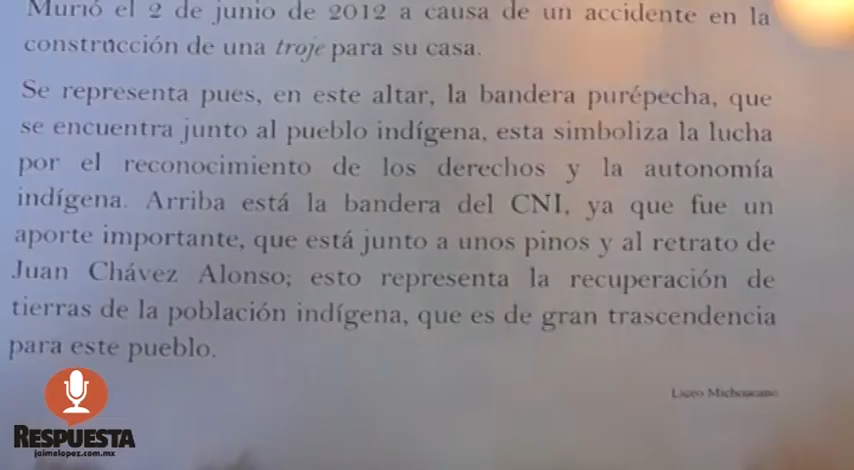 Murió el 2 de junio de 2012 a causa de un accidente en la
construcción de una troje para su casa.
Se representa pues, en este altar, la bandera purépecha, que
se encuentra junto al pueblo indígena, esta simboliza la lucha
por el reconocimiento de los derechos y la autonomía
indígena. Arriba está la bandera del CNI, ya que fue un
aporte importante, que está junto a unos pinos y al retrato de
Juan Chávez Alonso; esto representa la recuperación de
tierras de la población indígena, que es de gran trascendencia
para este pueblo.
Liceo Michoacano
RESPUESTA
jaimelopez.com.mx